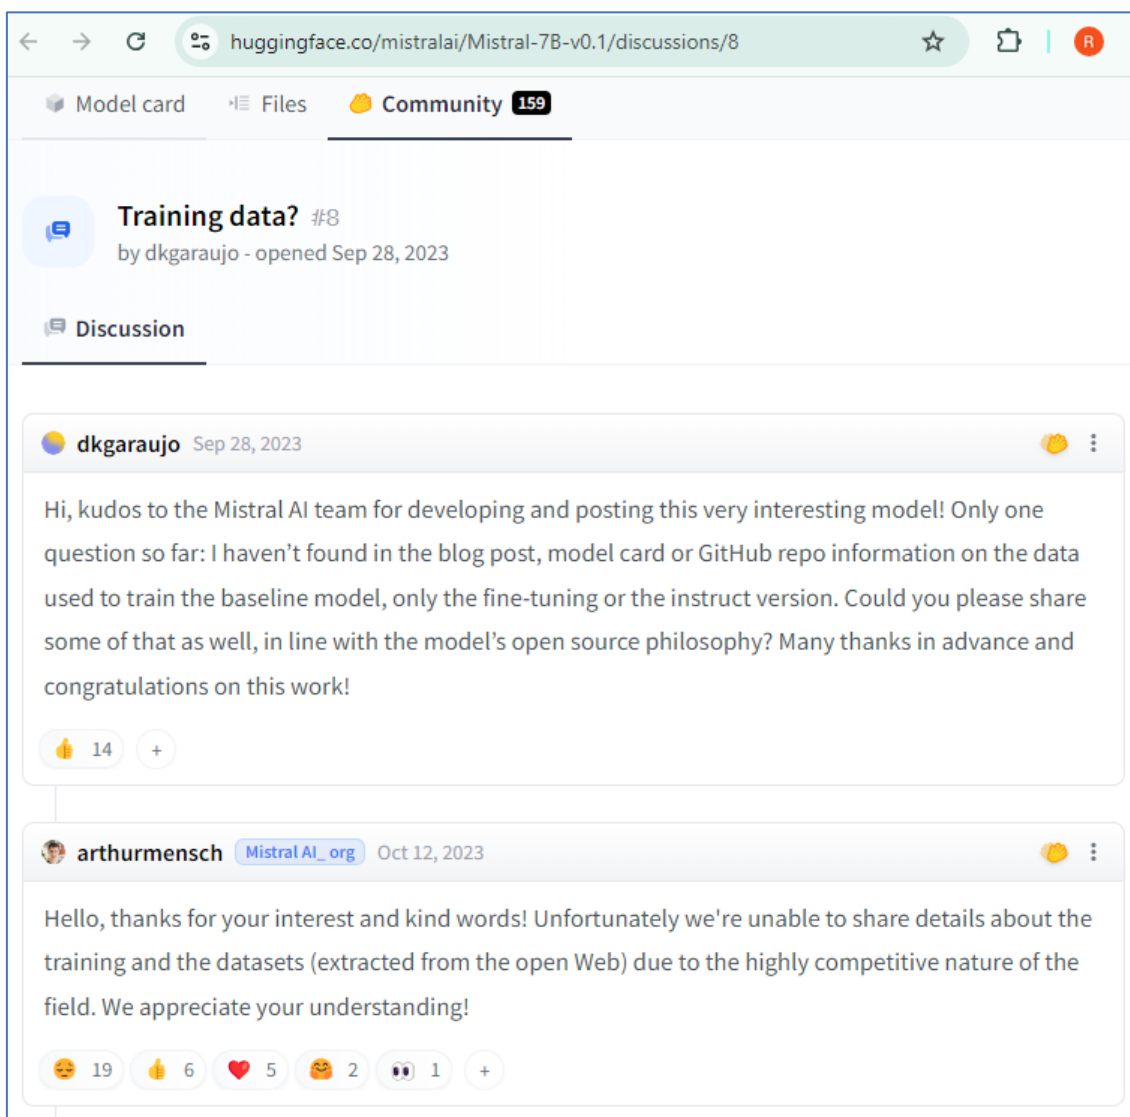 huggingface.co/mistralai/Mistral-7B-v0.1/discussions/8
R
Model card Files Community 159
Training data? #8
by dkgaraujo - opened Sep 28, 2023
Discussion
dkgaraujo Sep 28, 2023
Hi, kudos to the Mistral AI team for developing and posting this very interesting model! Only one
question so far: I haven't found in the blog post, model card or GitHub repo information on the data
used to train the baseline model, only the fine-tuning or the instruct version. Could you please share
some of that as well, in line with the model's open source philosophy? Many thanks in advance and
congratulations on this work!
👍 14 +
arthurmensch Mistral AI_ org Oct 12, 2023
Hello, thanks for your interest and kind words! Unfortunately we're unable to share details about the
training and the datasets (extracted from the open Web) due to the highly competitive nature of the
field. We appreciate your understanding!
😔 19 👍 6 ❤️ 5 🤗 2 👀 1 +